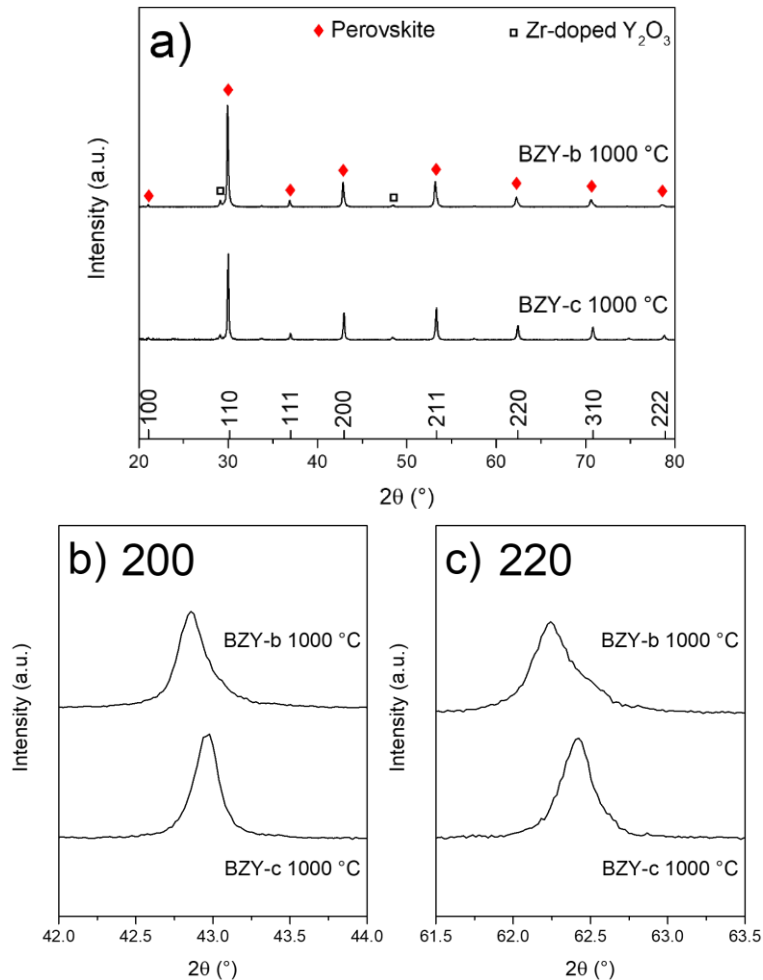 a)
Perovskite
Zr-doped Y₂O₃
BZY-b 1000 °C
BZY-c 1000 °C
Intensity (a.u.)
100 110 111 200 211 220 310 222
20 30 40 50 60 70 80
2θ (°)
b) 200
BZY-b 1000 °C
BZY-c 1000 °C
Intensity (a.u.)
42.0 42.5 43.0 43.5 44.0
2θ (°)
c) 220
BZY-b 1000 °C
BZY-c 1000 °C
Intensity (a.u.)
61.5 62.0 62.5 63.0 63.5
2θ (°)